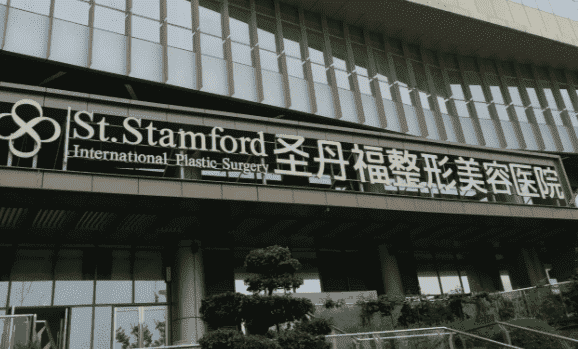 St.Stamford
International Plastic Surgery
圣丹福整形美容医院